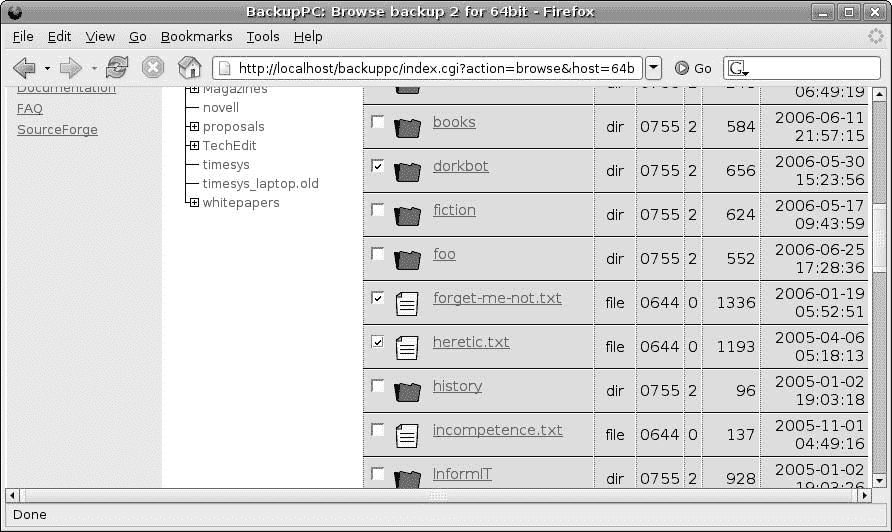 BackupPC: Browse backup 2 for 64bit - Firefox
File Edit View Go Bookmarks Tools Help
http://localhost/backuppc/index.cgi?action=browse&host=64b Go G
Documentation
FAQ
SourceForge
Magazines
novell
proposals
TechEdit
timesys
timesys_laptop.old
whitepapers
06:49:19
books dir 0755 2 584 2006-06-11
21:57:15
dorkbot dir 0755 2 656 2006-05-30
15:23:56
fiction dir 0755 2 624 2006-05-17
09:43:59
foo dir 0755 2 552 2006-06-25
17:28:36
forget-me-not.txt file 0644 0 1336 2006-01-19
05:52:51
heretic.txt file 0644 0 1193 2005-04-06
05:18:13
history dir 0755 2 96 2005-01-02
19:03:18
incompetence.txt file 0644 0 137 2005-11-01
04:49:16
InformIT dir 0755 2 928 2005-01-02
19:03:26
Done